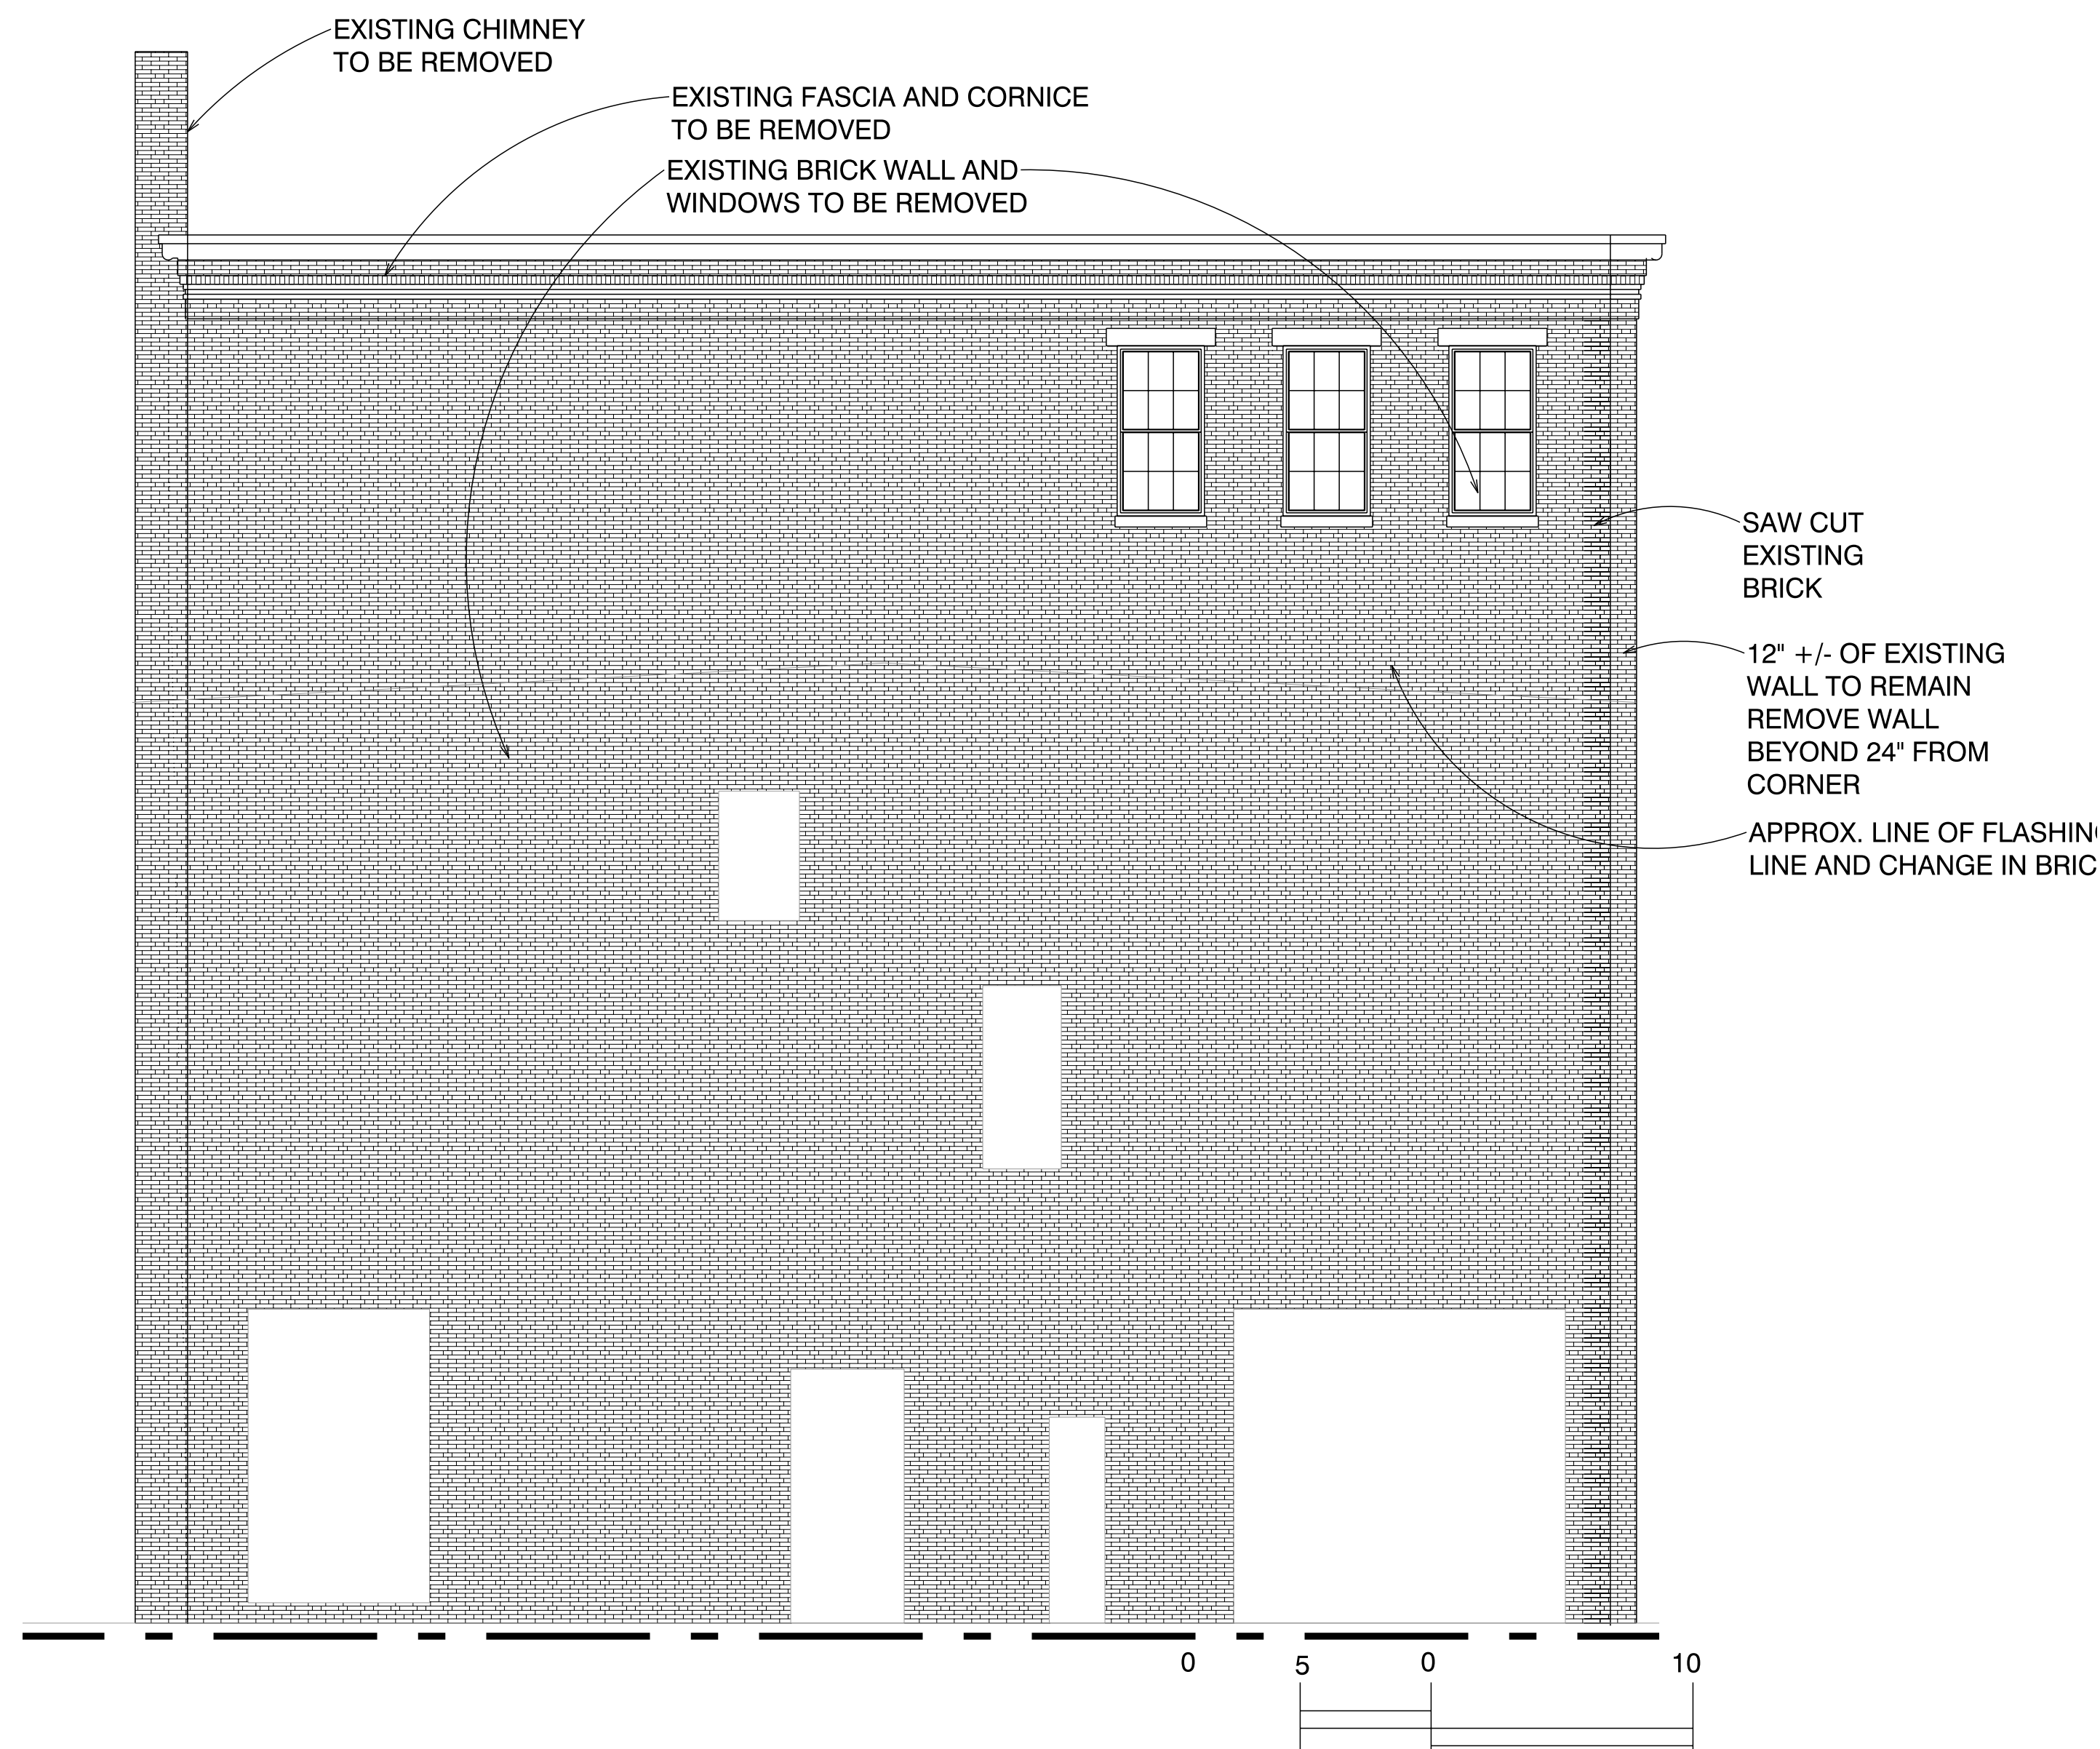 EXISTING CHIMNEY
TO BE REMOVED
EXISTING FASCIA AND CORNICE
TO BE REMOVED
EXISTING BRICK WALL AND
WINDOWS TO BE REMOVED
SAW CUT
EXISTING
BRICK
12" +/- OF EXISTING
WALL TO REMAIN
REMOVE WALL
BEYOND 24" FROM
CORNER
APPROX. LINE OF FLASHING
LINE AND CHANGE IN BRIC
0 5 0 10